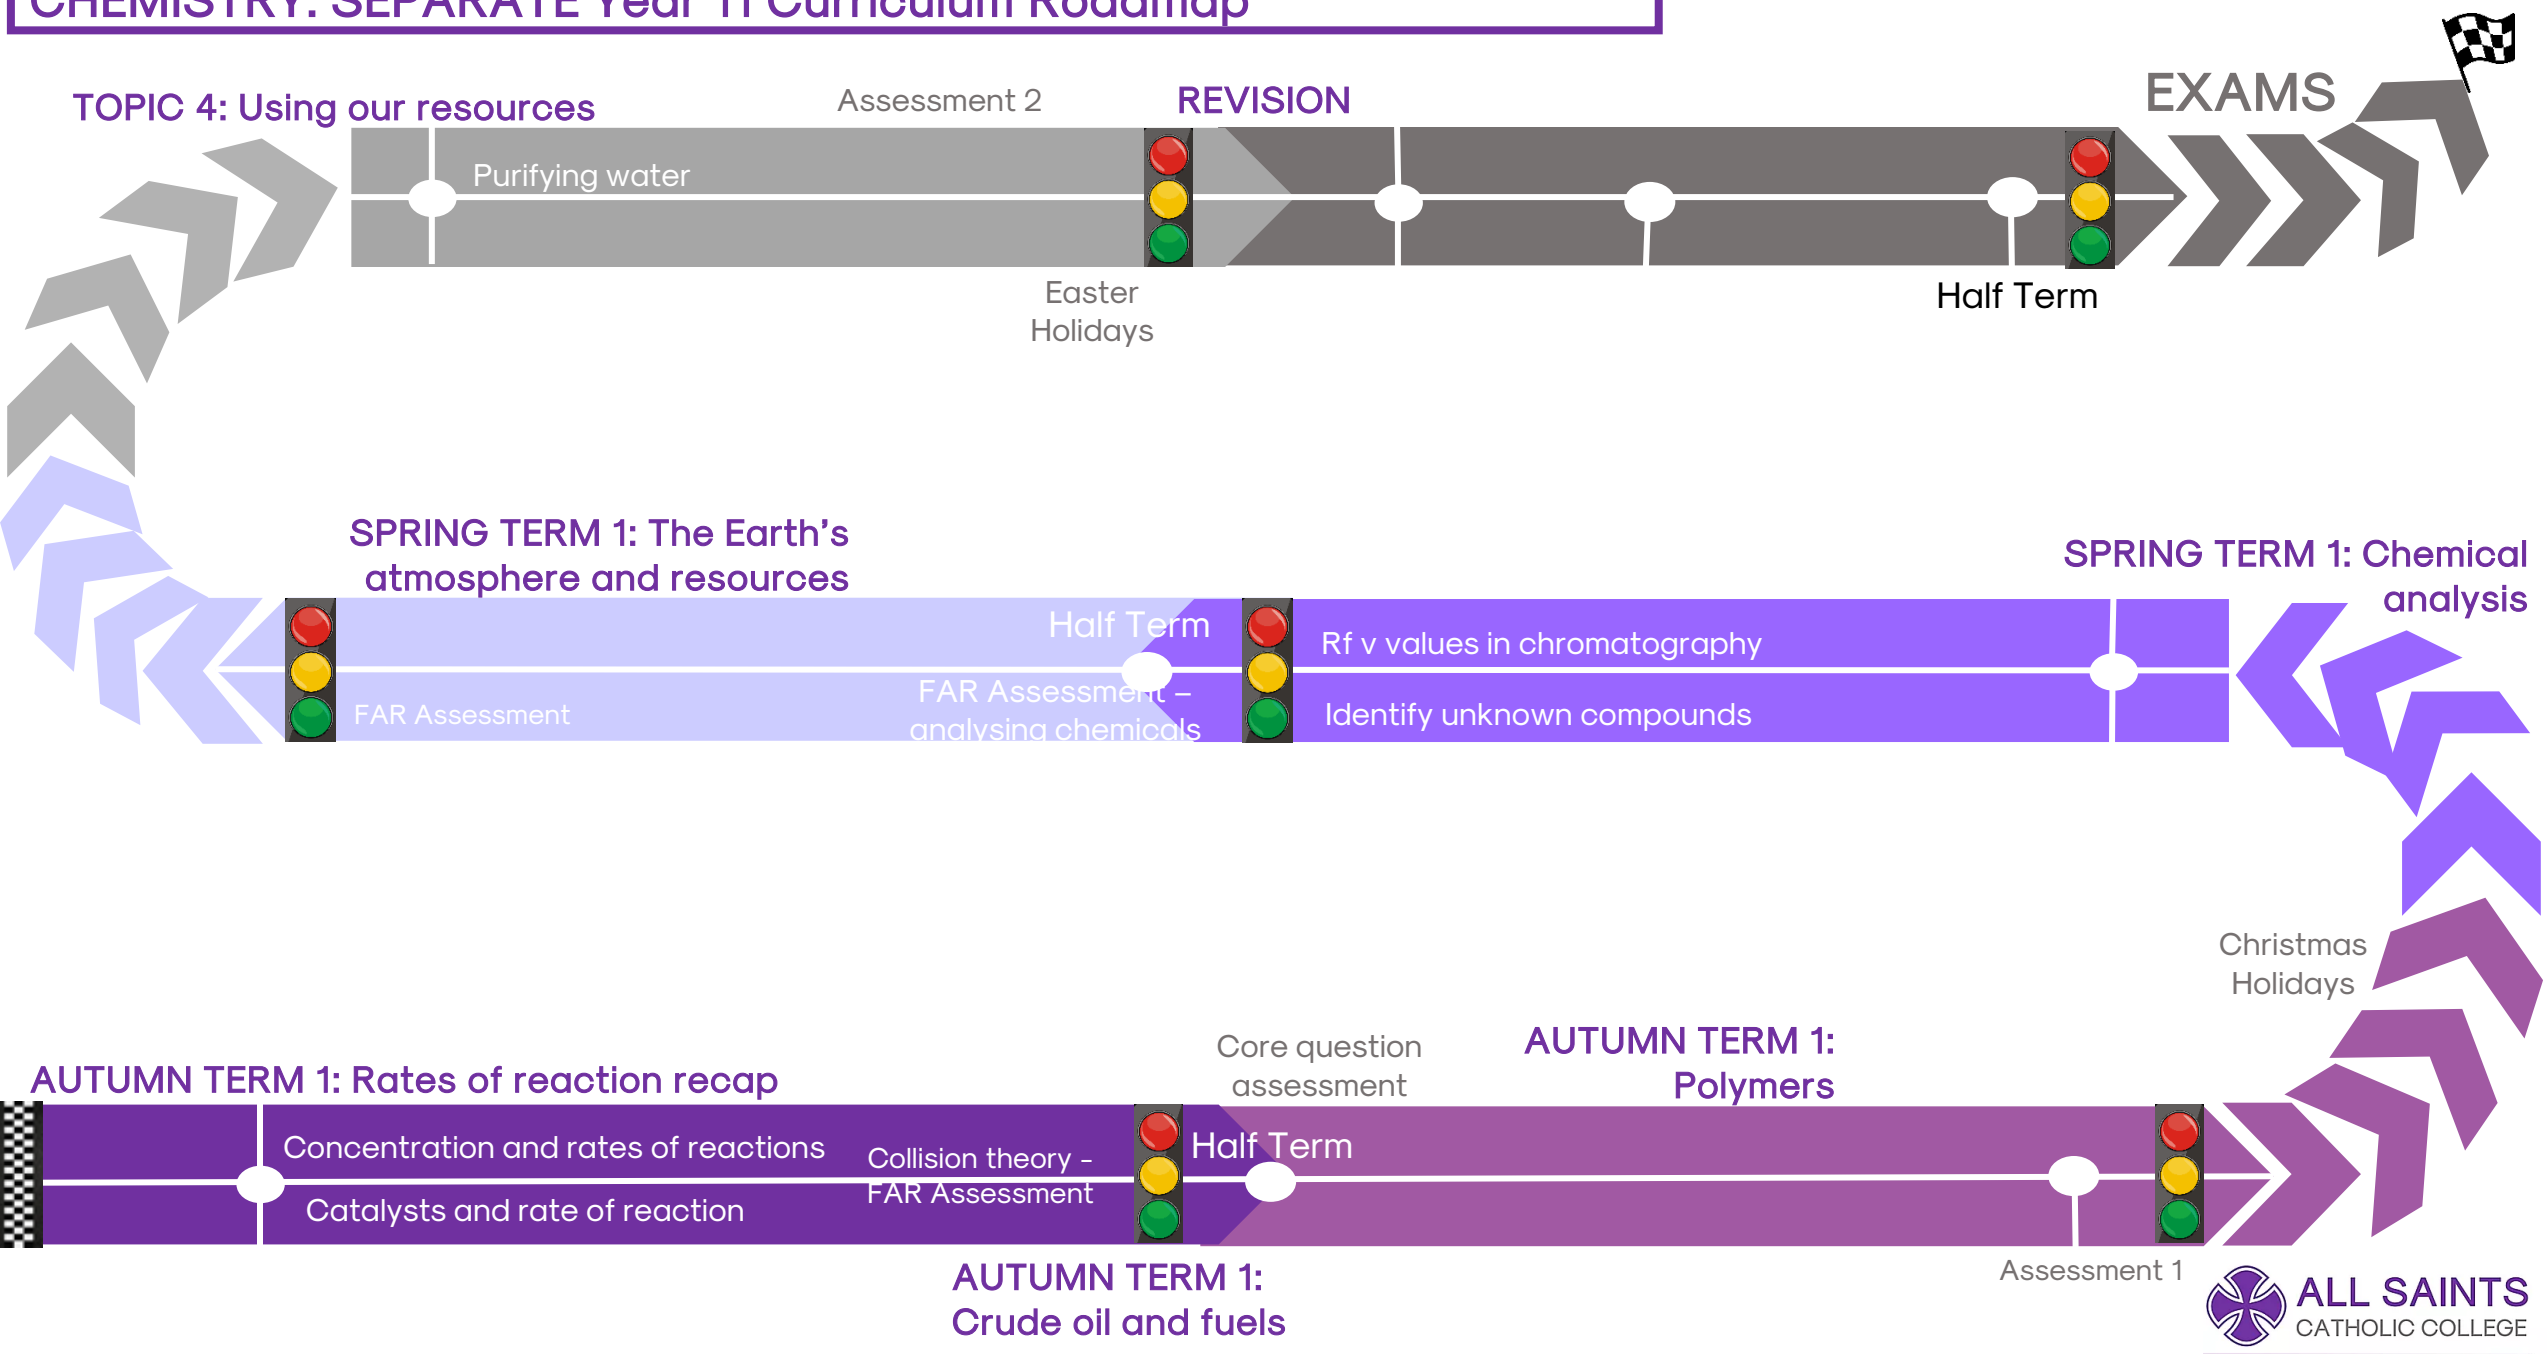 CHEMISTRY: SEPARATE Year 11 Curriculum Roadmap
EXAMS
TOPIC 4: Using our resources
Assessment 2
REVISION
Purifying water
Easter
Holidays
Half Term
SPRING TERM 1: The Earth's
atmosphere and resources
SPRING TERM 1: Chemical
analysis
Half Term
Rf v values in chromatography
FAR Assessment –
analysing chemicals
FAR Assessment
Identify unknown compounds
Christmas
Holidays
Core question
assessment
AUTUMN TERM 1:
Polymers
AUTUMN TERM 1: Rates of reaction recap
Concentration and rates of reactions
Collision theory -
FAR Assessment
Half Term
Catalysts and rate of reaction
AUTUMN TERM 1:
Crude oil and fuels
Assessment 1
ALL SAINTS
CATHOLIC COLLEGE